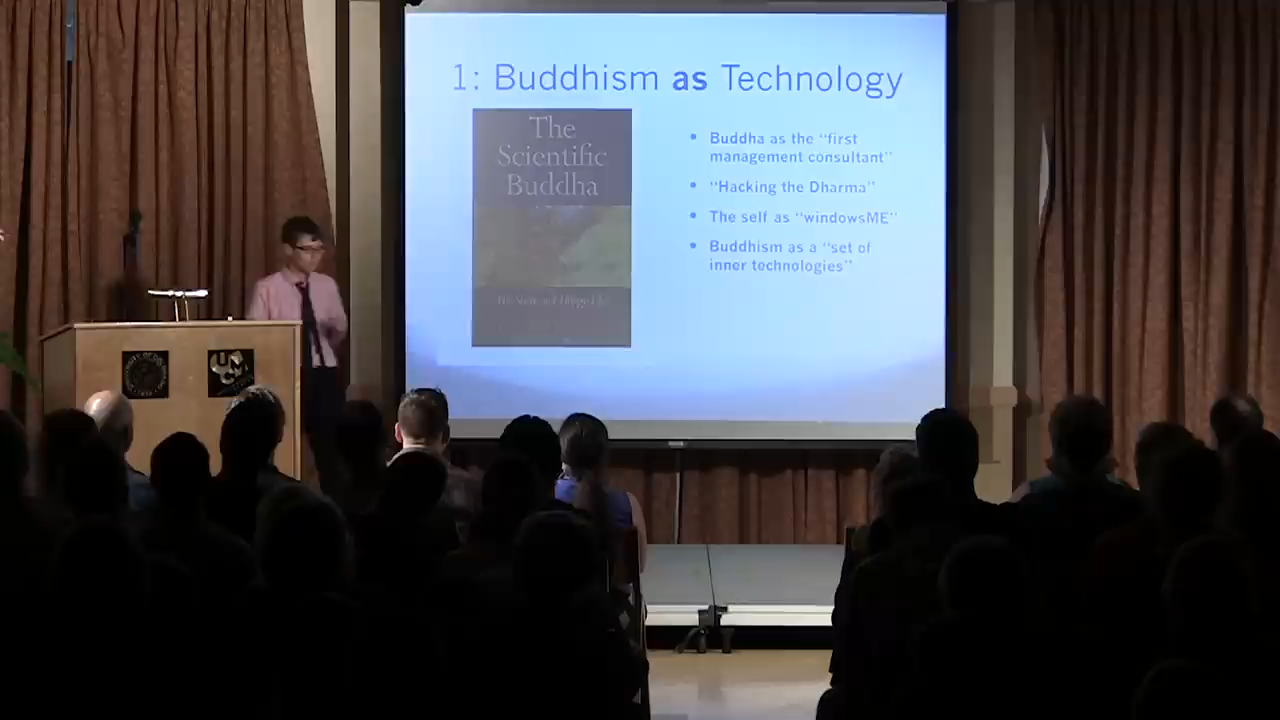 1: Buddhism as Technology
The
Scientific
Buddha
• Buddha as the “first
management consultant”
• “Hacking the Dharma”
• The self as “windowsME”
• Buddhism as a “set of
inner technologies”
UMC